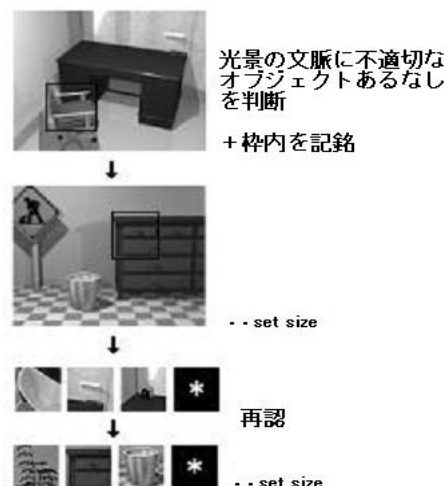 光景の文脈に不適切な
オブジェクトあるなし
を判断
＋枠内を記銘
- - set size
*
再認
*
- - set size